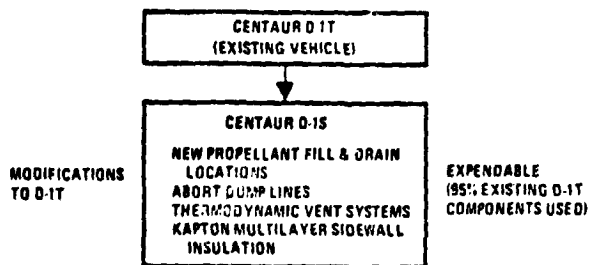 CENTAUR D 1T
(EXISTING VEHICLE)
CENTAUR D-1S
MODIFICATIONS
TO D-1T
NEW PROPELLANT FILL & DRAIN
LOCATIONS
ABORT DUMP LINES
THERMODYNAMIC VENT SYSTEMS
KAPTON MULTILAYER SIDEWALL
INSULATION
EXPENDABLE
(95% EXISTING D-1T
COMPONENTS USED)